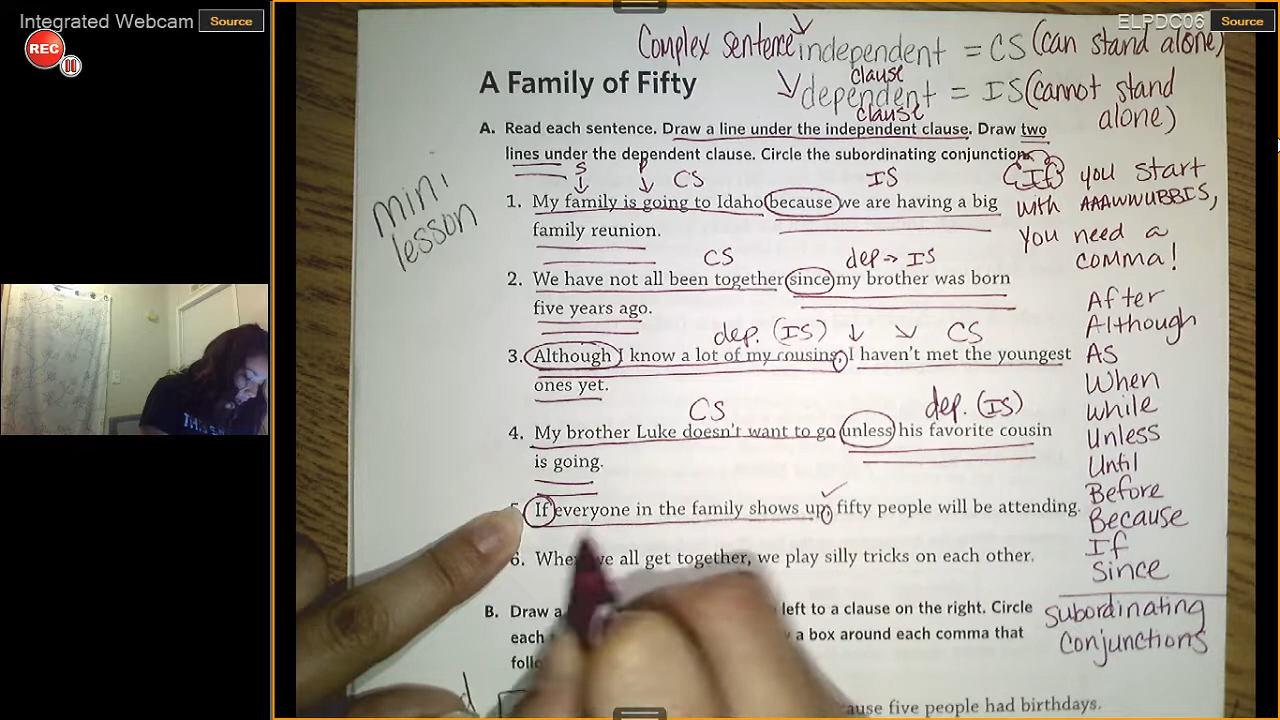 Integrated Webcam Source
REC
ELPDC06 Source
Complex sentence independent = CS (can stand alone)
clause
dependent = IS (cannot stand
clause alone)
A Family of Fifty
A. Read each sentence. Draw a line under the independent clause. Draw two
lines under the dependent clause. Circle the subordinating conjunction.
mini
lesson
S P CS IS
1. My family is going to Idaho because we are having a big
family reunion.
CS dep → IS
2. We have not all been together since my brother was born
five years ago.
dep. (IS) CS
3. Although I know a lot of my cousins, I haven't met the youngest
ones yet.
CS dep. (IS)
4. My brother Luke doesn't want to go unless his favorite cousin
is going.
If everyone in the family shows up, fifty people will be attending.
6. we all get together, we play silly tricks on each other.
B. Draw a left to a clause on the right. Circle
each a box around each comma that
five people had birthdays.
If you start
with AAAWWUBBIS,
you need a
comma!
After
Although
As
When
while
Unless
Until
Before
Because
If
since
subordinating
conjunctions